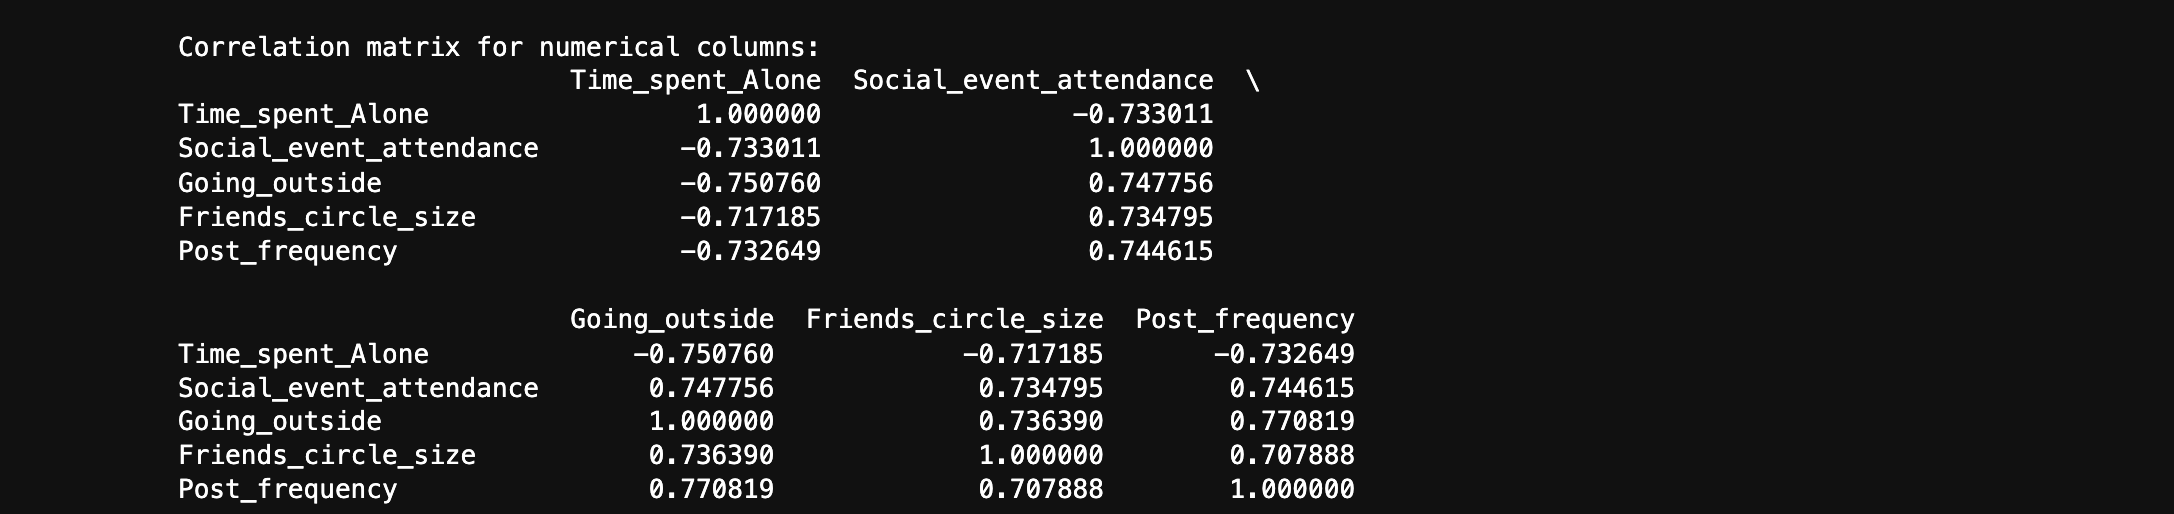 Correlation matrix for numerical columns:
                         Time_spent_Alone  Social_event_attendance  \
Time_spent_Alone                 1.000000                −0.733011
Social_event_attendance         −0.733011                 1.000000
Going_outside                   −0.750760                 0.747756
Friends_circle_size             −0.717185                 0.734795
Post_frequency                  −0.732649                 0.744615

                         Going_outside  Friends_circle_size  Post_frequency
Time_spent_Alone             −0.750760            −0.717185       −0.732649
Social_event_attendance       0.747756             0.734795        0.744615
Going_outside                 1.000000             0.736390        0.770819
Friends_circle_size           0.736390             1.000000        0.707888
Post_frequency                0.770819             0.707888        1.000000